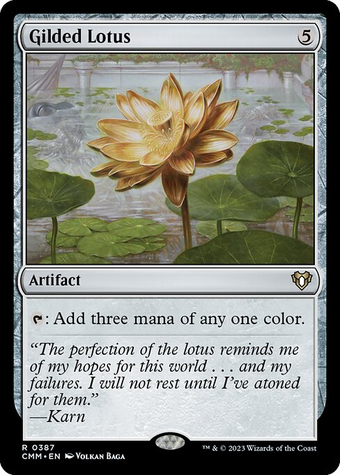 Gilded Lotus 5
Artifact
: Add three mana of any one color.
“The perfection of the lotus reminds me
of my hopes for this world . . . and my
failures. I will not rest until I’ve atoned
for them.”
—Karn
R 0387
CMM • EN VOLKAN BAGA
™ & © 2023 Wizards of the Coast